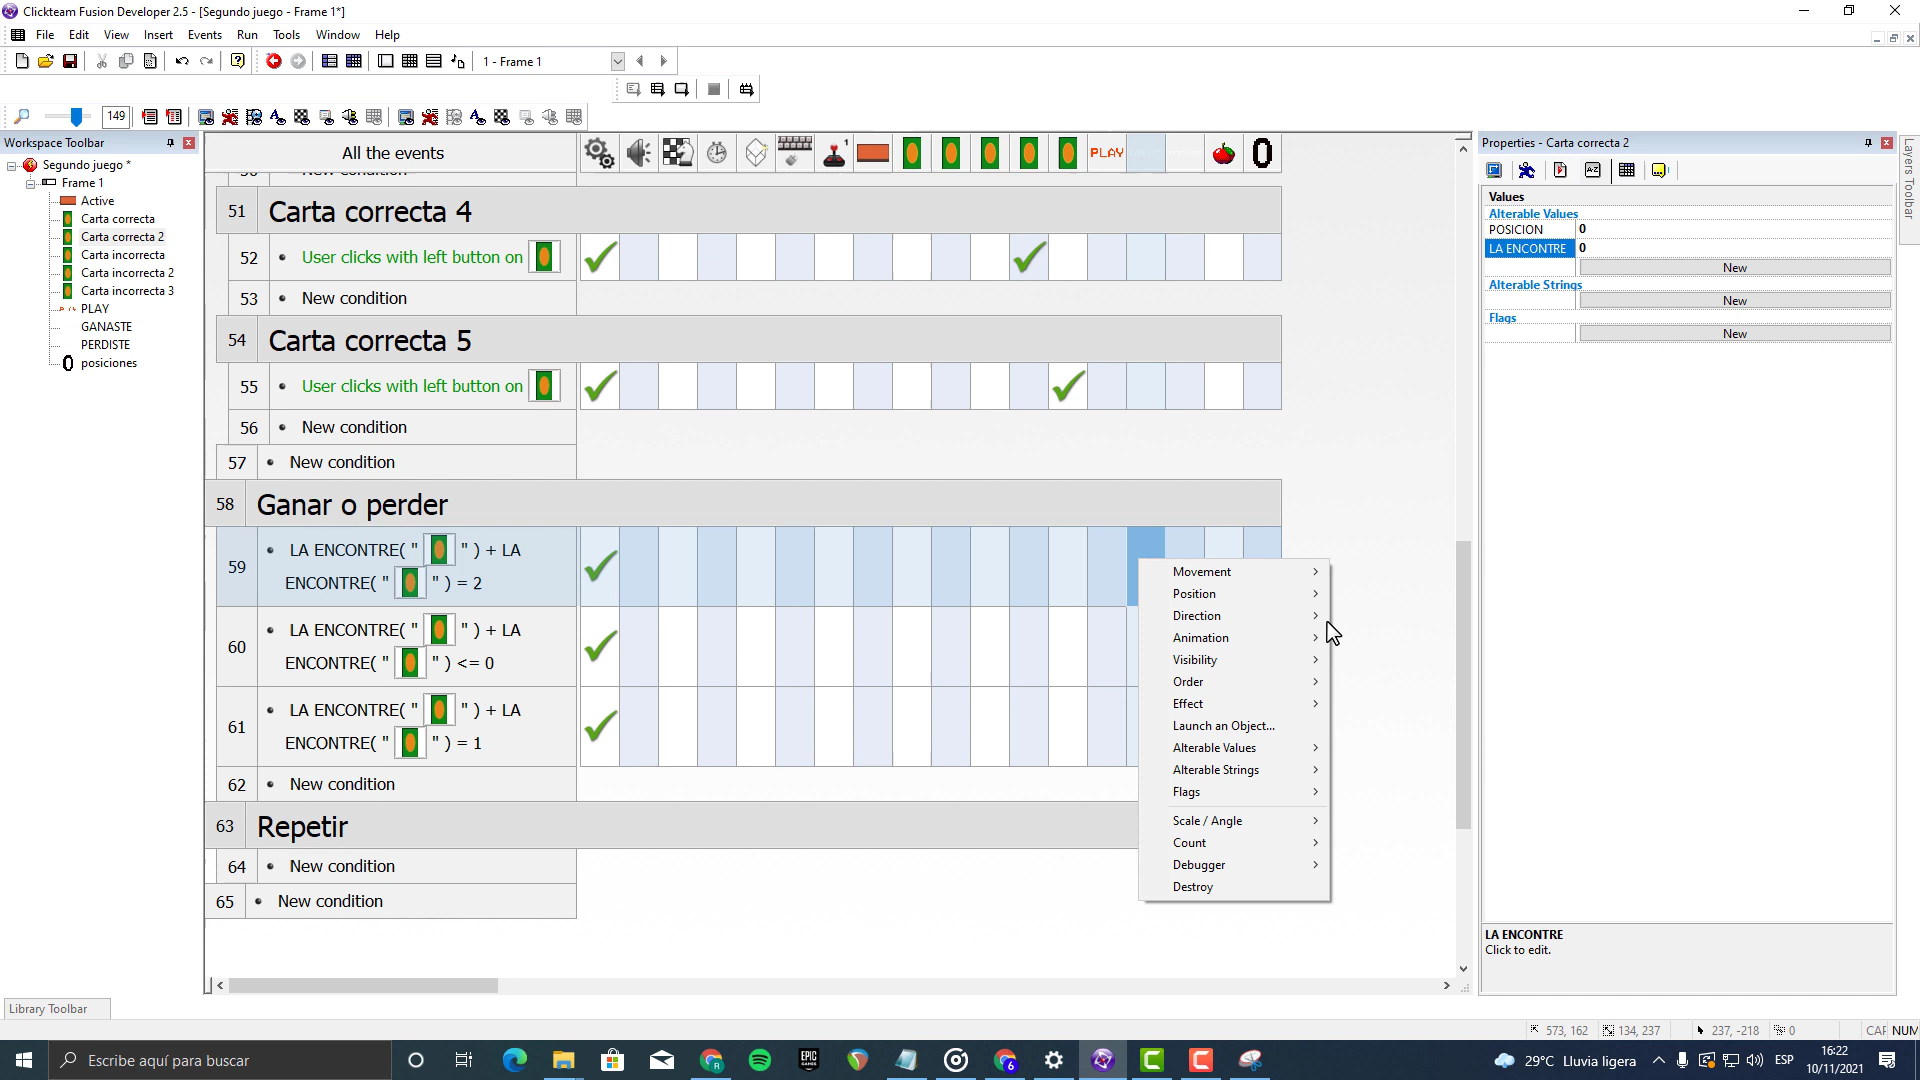 Clickteam Fusion Developer 2.5 - [Segundo juego - Frame 1*]
File Edit View Insert Events Run Tools Window Help
1 - Frame 1
149
Workspace Toolbar
Segundo juego *
Frame 1
Active
Carta correcta
Carta correcta 2
Carta incorrecta
Carta incorrecta 2
Carta incorrecta 3
PLAY
GANASTE
PERDISTE
posiciones
Library Toolbar
All the events
PLAY
51 Carta correcta 4
52 • User clicks with left button on
53 • New condition
54 Carta correcta 5
55 • User clicks with left button on
56 • New condition
57 • New condition
58 Ganar o perder
59 • LA ENCONTRE( " " ) + LA
ENCONTRE( " " ) = 2
60 • LA ENCONTRE( " " ) + LA
ENCONTRE( " " ) <= 0
61 • LA ENCONTRE( " " ) + LA
ENCONTRE( " " ) = 1
62 • New condition
63 Repetir
64 • New condition
65 • New condition
Movement
Position
Direction
Animation
Visibility
Order
Effect
Launch an Object...
Alterable Values
Alterable Strings
Flags
Scale / Angle
Count
Debugger
Destroy
Properties - Carta correcta 2
Values
Alterable Values
POSICION 0
LA ENCONTRE 0
New
Alterable Strings
New
Flags
New
LA ENCONTRE
Click to edit.
Layers Toolbar
573, 162 134, 237 237, -218 0 CAP NUM
Escribe aquí para buscar
29°C Lluvia ligera
ESP
16:22
10/11/2021